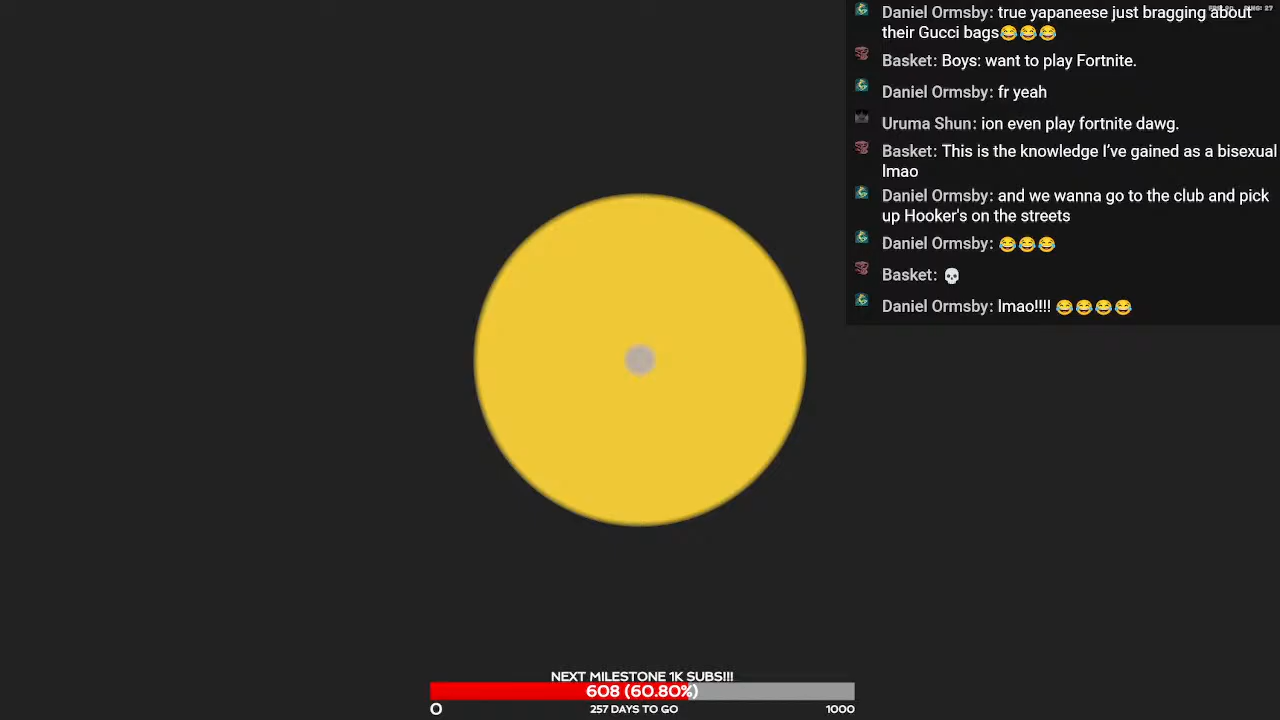 Daniel Ormsby: true yapaneese just bragging about
their Gucci bags😂😂😂
Basket: Boys: want to play Fortnite.
Daniel Ormsby: fr yeah
Uruma Shun: ion even play fortnite dawg.
Basket: This is the knowledge I’ve gained as a bisexual
lmao
Daniel Ormsby: and we wanna go to the club and pick
up Hooker's on the streets
Daniel Ormsby: 😂😂😂
Basket: 💀
Daniel Ormsby: lmao!!!! 😂😂😂😂
NEXT MILESTONE 1K SUBS!!!
608 (60.80%)
0 257 DAYS TO GO 1000